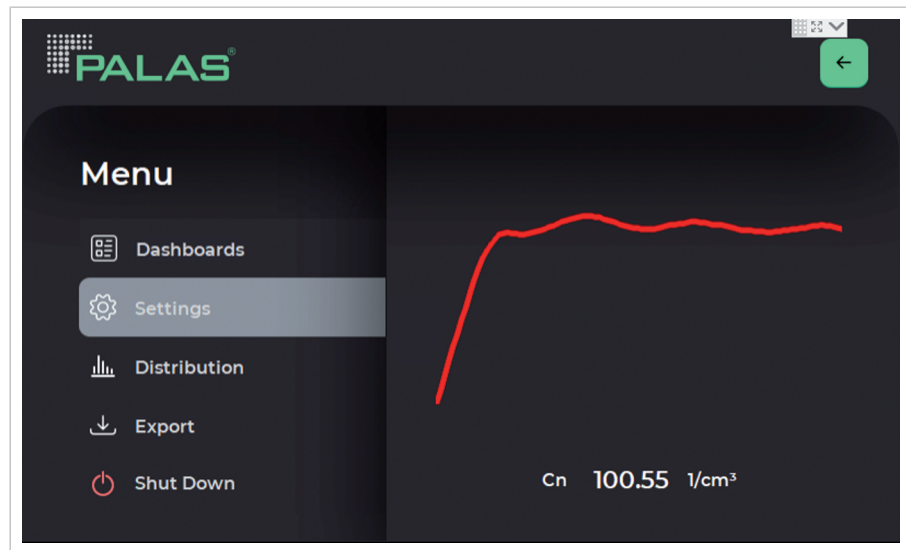 PALAS®
Menu
Dashboards
Settings
Distribution
Export
Shut Down
Cn 100.55 1/cm³